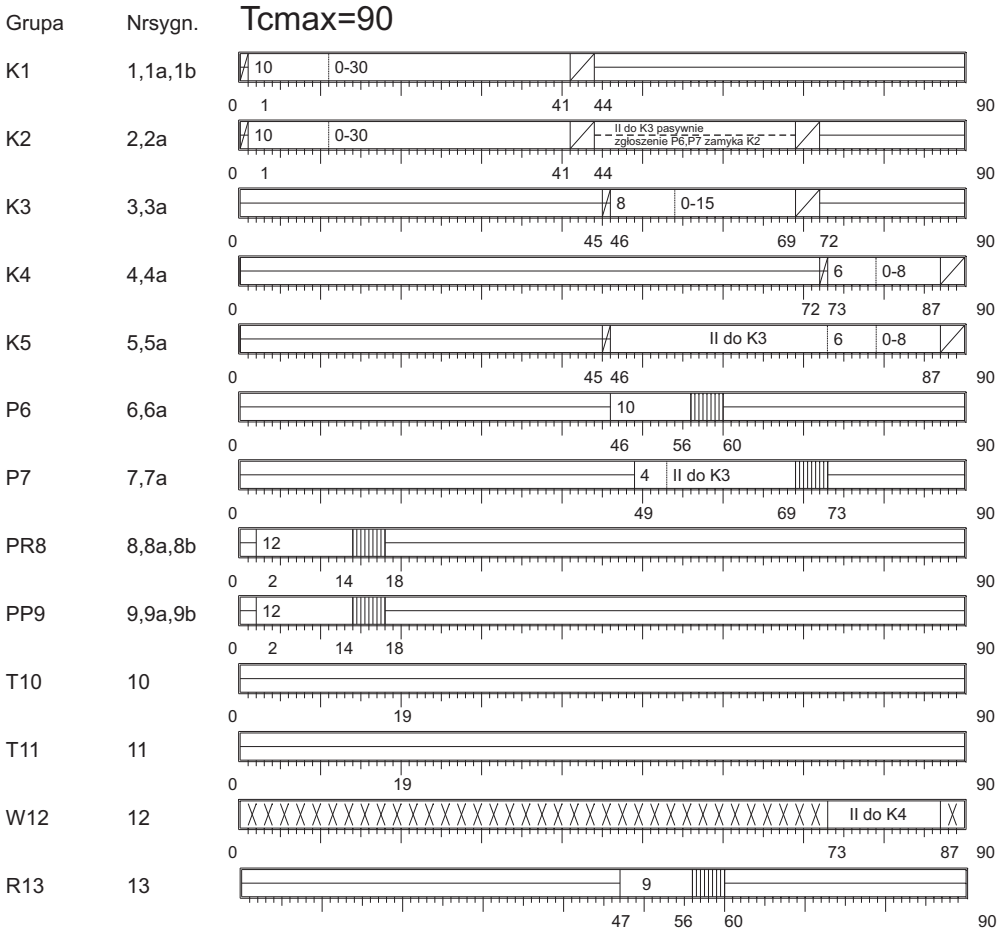 Grupa Nrsygn. Tcmax=90
K1 1,1a,1b 10 0-30
0 1 41 44 90
K2 2,2a 10 0-30 II do K3 pasywnie
zgłoszenie P6,P7 zamyka K2
0 1 41 44 90
K3 3,3a 8 0-15
0 45 46 69 72 90
K4 4,4a 6 0-8
0 72 73 87 90
K5 5,5a II do K3 6 0-8
0 45 46 87 90
P6 6,6a 10
0 46 56 60 90
P7 7,7a 4 II do K3
0 49 69 73 90
PR8 8,8a,8b 12
0 2 14 18 90
PP9 9,9a,9b 12
0 2 14 18 90
T10 10
0 19 90
T11 11
0 19 90
W12 12 II do K4
0 73 87 90
R13 13 9
47 56 60 90